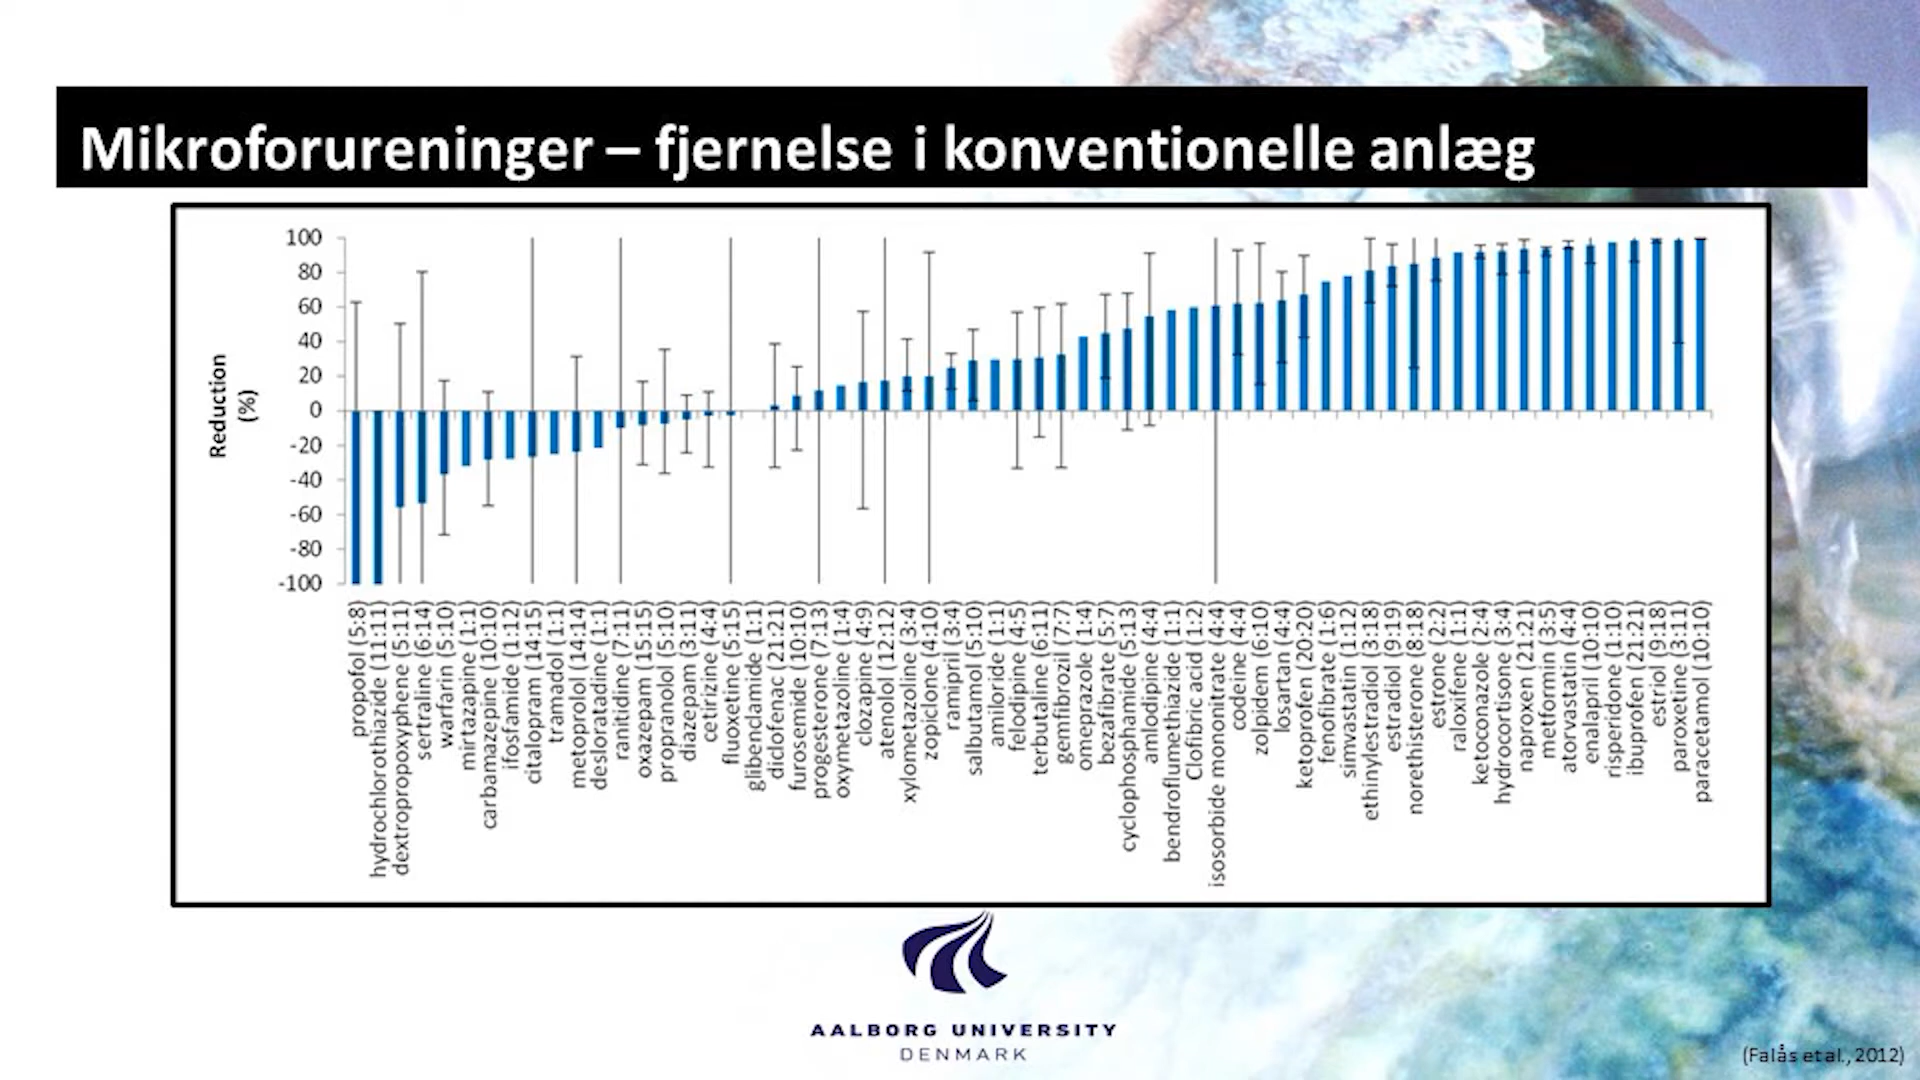 Mikroforureninger – fjernelse i konventionelle anlæg
Reduction
(%)
100
80
60
40
20
0
-20
-40
-60
-80
-100
propofol (5:8)
hydrochlorothiazide (11:11)
dextropropoxyphene (5:11)
sertraline (6:14)
warfarin (5:10)
mirtazapine (1:1)
carbamazepine (10:10)
ifosfamide (1:12)
citalopram (14:15)
tramadol (1:1)
metoprolol (14:14)
desloratadine (1:1)
ranitidine (7:11)
oxazepam (15:15)
propranolol (5:10)
diazepam (3:11)
cetirizine (4:4)
fluoxetine (5:15)
glibenclamide (1:1)
diclofenac (21:21)
furosemide (10:10)
progesterone (7:13)
oxymetazoline (1:4)
clozapine (4:9)
atenolol (12:12)
xylometazoline (3:4)
zopiclone (4:10)
ramipril (3:4)
salbutamol (5:10)
amiloride (1:1)
felodipine (4:5)
terbutaline (6:11)
gemfibrozil (7:7)
omeprazole (1:4)
bezafibrate (5:7)
cyclophosphamide (5:13)
amlodipine (4:4)
bendroflumethiazide (1:1)
Clofibric acid (1:2)
isosorbide mononitrate (4:4)
codeine (4:4)
zolpidem (6:10)
losartan (4:4)
ketoprofen (20:20)
fenofibrate (1:6)
simvastatin (1:12)
ethinylestradiol (3:18)
estradiol (9:19)
norethisterone (8:18)
estrone (2:2)
raloxifene (1:1)
ketoconazole (2:4)
hydrocortisone (3:4)
naproxen (21:21)
metformin (3:5)
atorvastatin (4:4)
enalapril (10:10)
risperidone (1:10)
ibuprofen (21:21)
estriol (9:18)
paroxetine (3:11)
paracetamol (10:10)
AALBORG UNIVERSITY
DENMARK
(Falås et al., 2012)